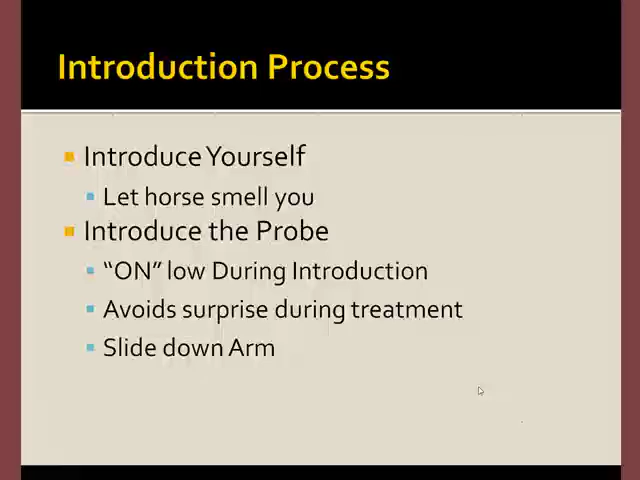 Introduction Process
Introduce Yourself
Let horse smell you
Introduce the Probe
“ON” low During Introduction
Avoids surprise during treatment
Slide down Arm